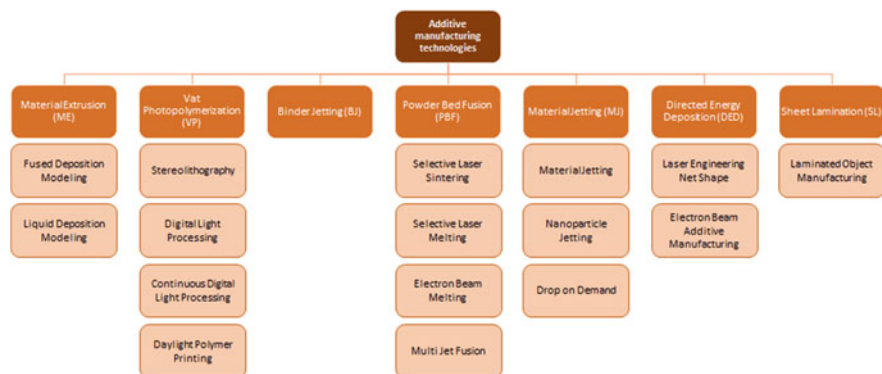 Additive
manufacturing
technologies
Material Extrusion (ME)
Vat
Photopolymerization
(VP)
Binder Jetting (BJ)
Powder Bed Fusion
(PBF)
Material Jetting (MJ)
Directed Energy
Deposition (DED)
Sheet Lamination (SL)
Fused Deposition
Modeling
Stereolithography
Selective Laser
Sintering
Material Jetting
Laser Engineering
Net Shape
Laminated Object
Manufacturing
Liquid Deposition
Modeling
Digital Light
Processing
Selective Laser
Melting
Nanoparticle
Jetting
Electron Beam
Additive
Manufacturing
Continuous Digital
Light Processing
Electron Beam
Melting
Drop on Demand
Daylight Polymer
Printing
Multi Jet Fusion